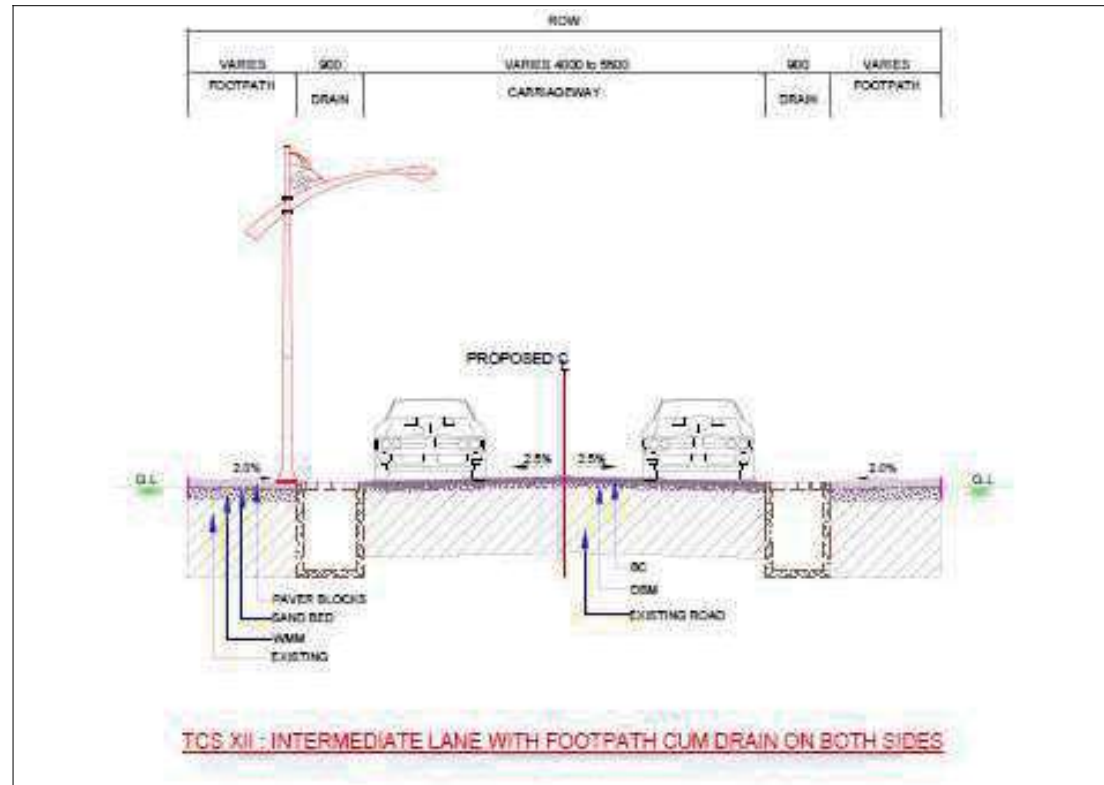 ROW
VARIES 900 VARIES 4000 to 5500 900 VARIES
FOOTPATH DRAIN CARRIAGEWAY DRAIN FOOTPATH
PROPOSED C
2.0% 2.5% 2.5% 2.0%
G.L G.L
BC
DBM
EXISTING ROAD
PAVER BLOCKS
SAND BED
WMM
EXISTING
TCS XII : INTERMEDIATE LANE WITH FOOTPATH CUM DRAIN ON BOTH SIDES